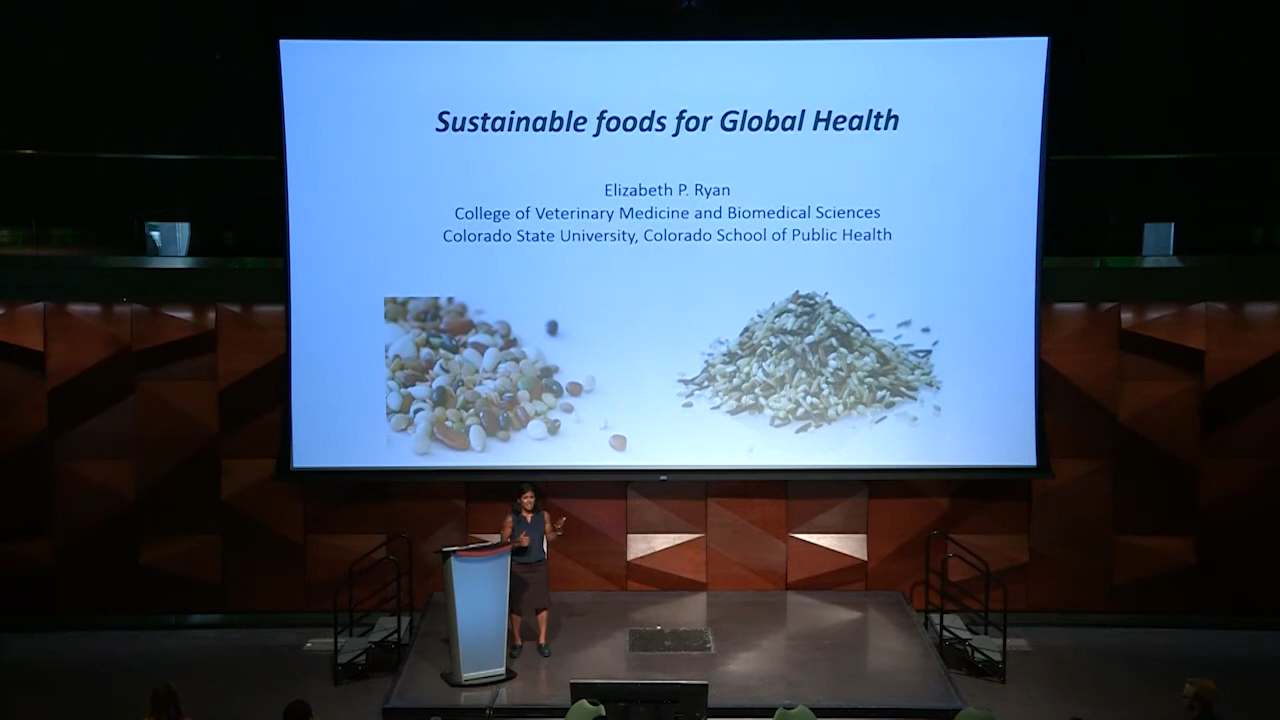 Sustainable foods for Global Health
Elizabeth P. Ryan
College of Veterinary Medicine and Biomedical Sciences
Colorado State University, Colorado School of Public Health